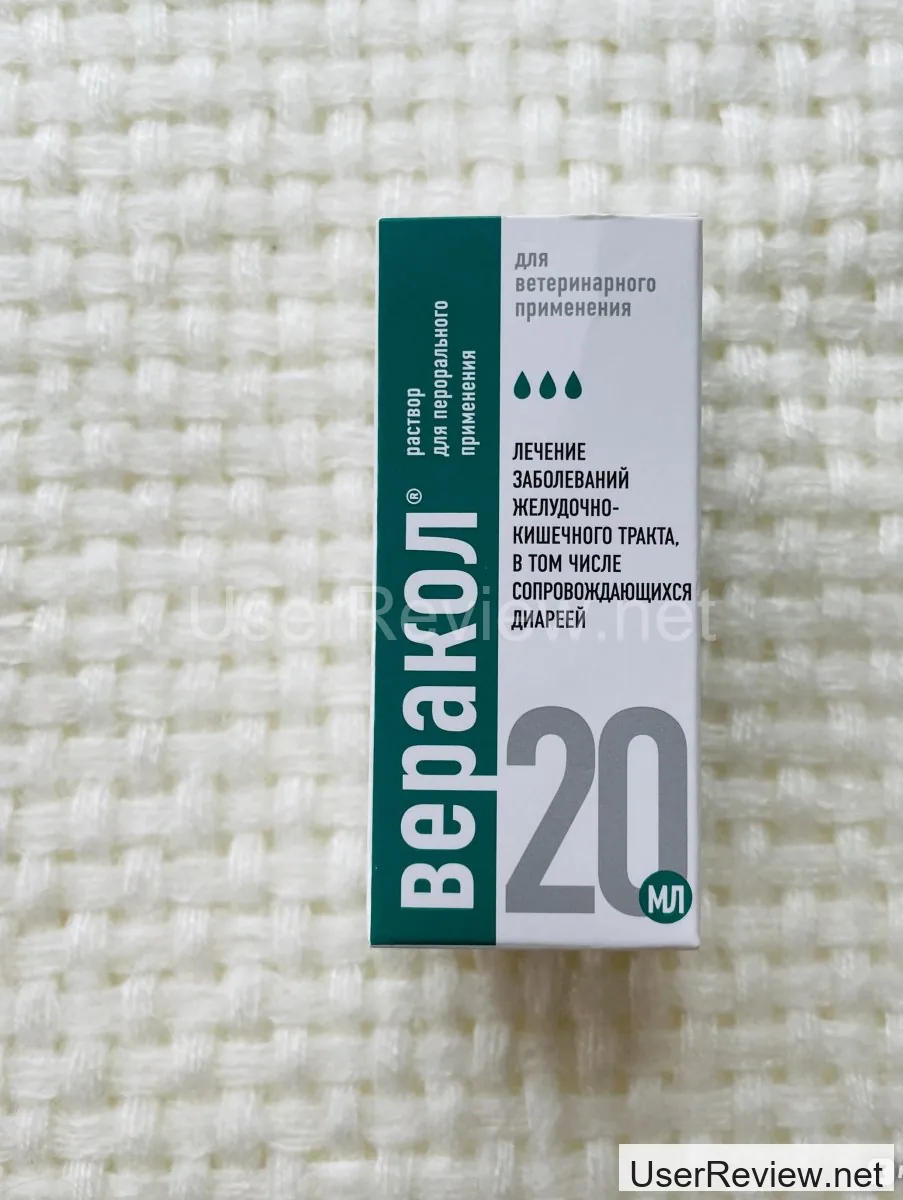 для
ветеринарного
применения
раствор
для перорального
применения
веракол®
ЛЕЧЕНИЕ
ЗАБОЛЕВАНИЙ
ЖЕЛУДОЧНО-
КИШЕЧНОГО ТРАКТА,
В ТОМ ЧИСЛЕ
СОПРОВОЖДАЮЩИХСЯ
ДИАРЕЕЙ
20
МЛ
UserReview.net
UserReview.net